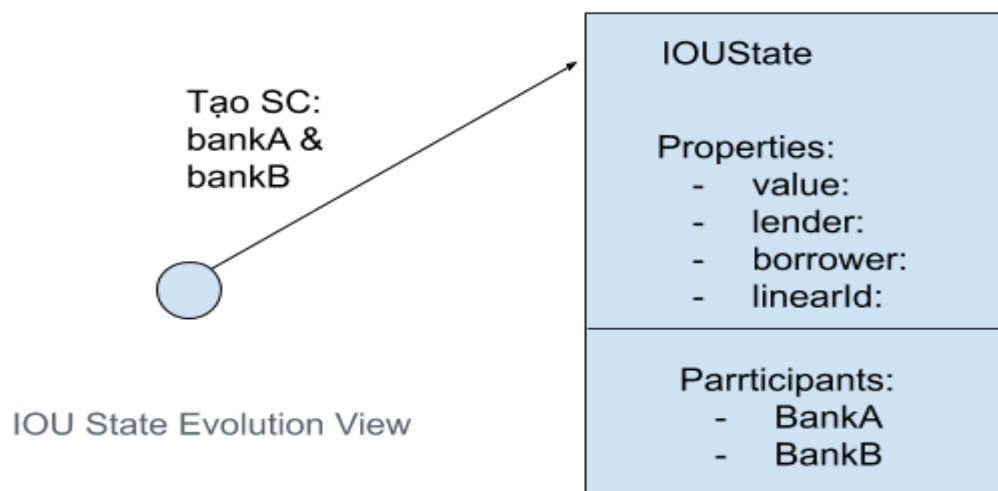 Tạo SC:
bankA &
bankB
IOU State Evolution View
IOUState
Properties:
- value:
- lender:
- borrower:
- linearId:
Parrticipants:
- BankA
- BankB